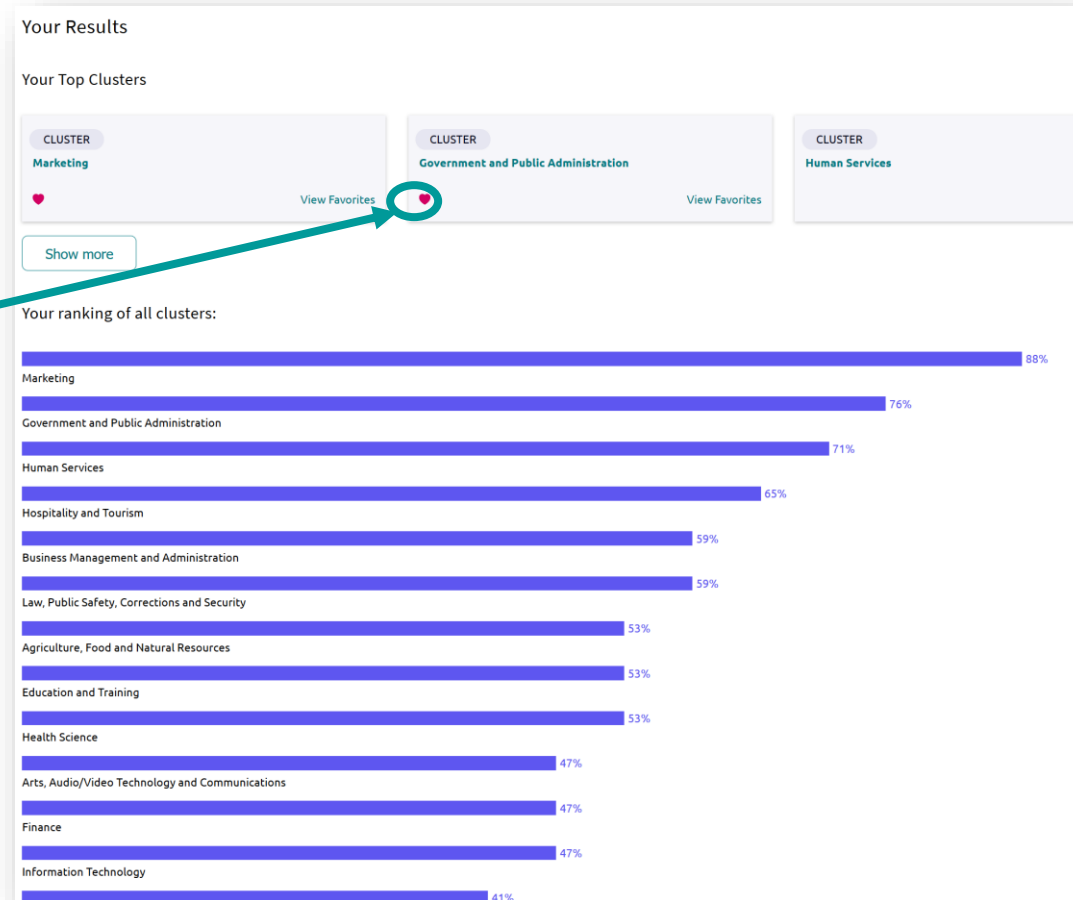 Your Results
Your Top Clusters
CLUSTER
Marketing
View Favorites
CLUSTER
Government and Public Administration
View Favorites
CLUSTER
Human Services
Show more
Your ranking of all clusters:
88%
Marketing
76%
Government and Public Administration
71%
Human Services
65%
Hospitality and Tourism
59%
Business Management and Administration
59%
Law, Public Safety, Corrections and Security
53%
Agriculture, Food and Natural Resources
53%
Education and Training
53%
Health Science
47%
Arts, Audio/Video Technology and Communications
47%
Finance
47%
Information Technology
41%